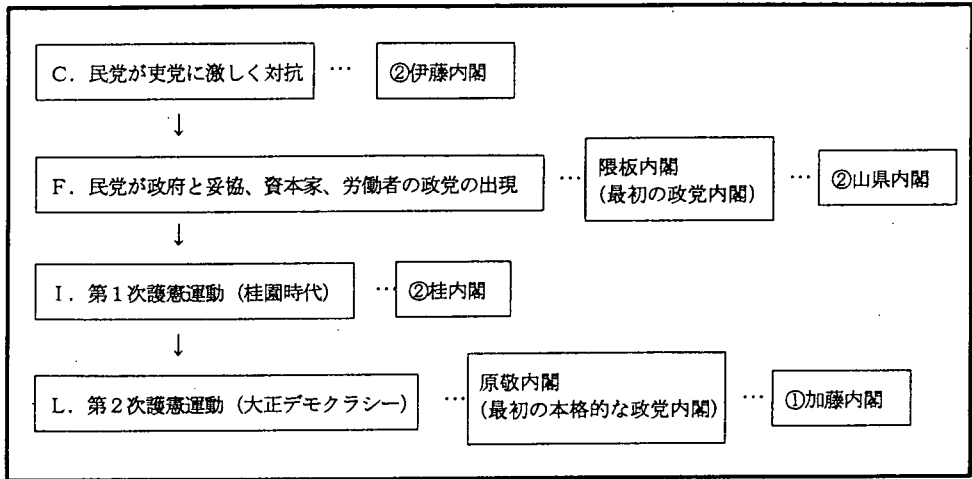 C．民党が吏党に激しく対抗 … ②伊藤内閣
↓
F．民党が政府と妥協、資本家、労働者の政党の出現 … 隈板内閣 (最初の政党内閣) … ②山県内閣
↓
I．第1次護憲運動（桂園時代） … ②桂内閣
↓
L．第2次護憲運動（大正デモクラシー） … 原敬内閣 (最初の本格的な政党内閣) … ①加藤内閣